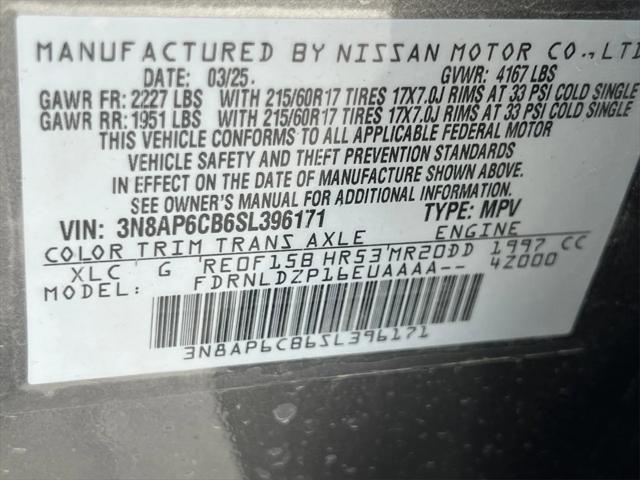 MANUFACTURED BY NISSAN MOTOR CO., LTD
DATE: 03/25. GVWR: 4167 LBS
GAWR FR: 2227 LBS WITH 215/60R17 TIRES 17X7.0J RIMS AT 33 PSI COLD SINGLE
GAWR RR: 1951 LBS WITH 215/60R17 TIRES 17X7.0J RIMS AT 33 PSI COLD SINGLE
THIS VEHICLE CONFORMS TO ALL APPLICABLE FEDERAL MOTOR
VEHICLE SAFETY AND THEFT PREVENTION STANDARDS
IN EFFECT ON THE DATE OF MANUFACTURE SHOWN ABOVE.
SEE OWNER'S MANUAL FOR ADDITIONAL INFORMATION.
VIN: 3N8AP6CB6SL396171 TYPE: MPV
COLOR TRIM TRANS AXLE ENGINE
XLC G RE0F15B HR53 MR20DD 1997 CC
MODEL: FDRNLDZP16EUAAAA-- 42000
3N8AP6CB6SL396171